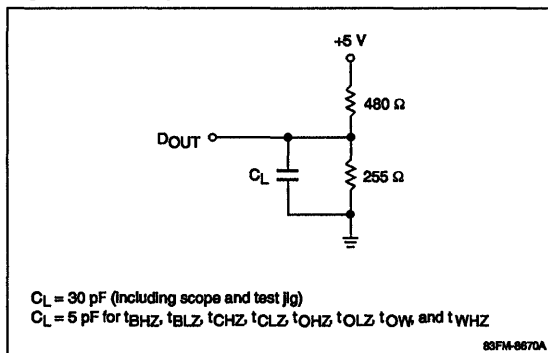 +5 V
480 Ω
DOUT
CL
255 Ω
CL = 30 pF (Including scope and test jig)
CL = 5 pF for tBHZ, tBLZ, tCHZ, tCLZ, tOHZ, tOLZ, tOW, and tWHZ
83FM-8670A